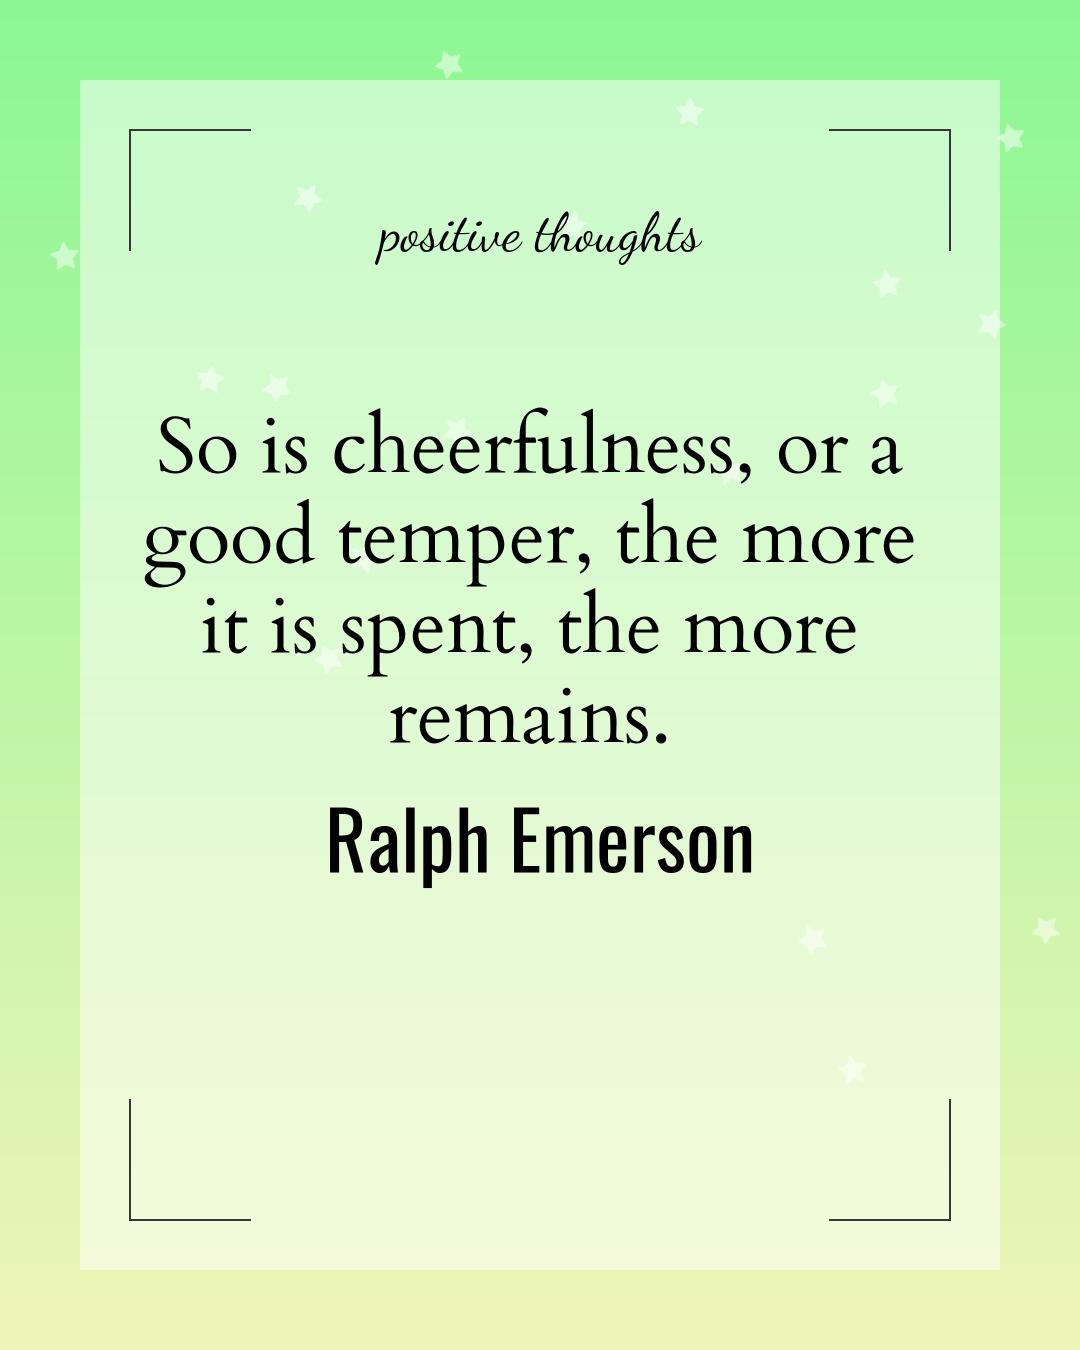 positive thoughts
So is cheerfulness, or a
good temper, the more
it is spent, the more
remains.
Ralph Emerson